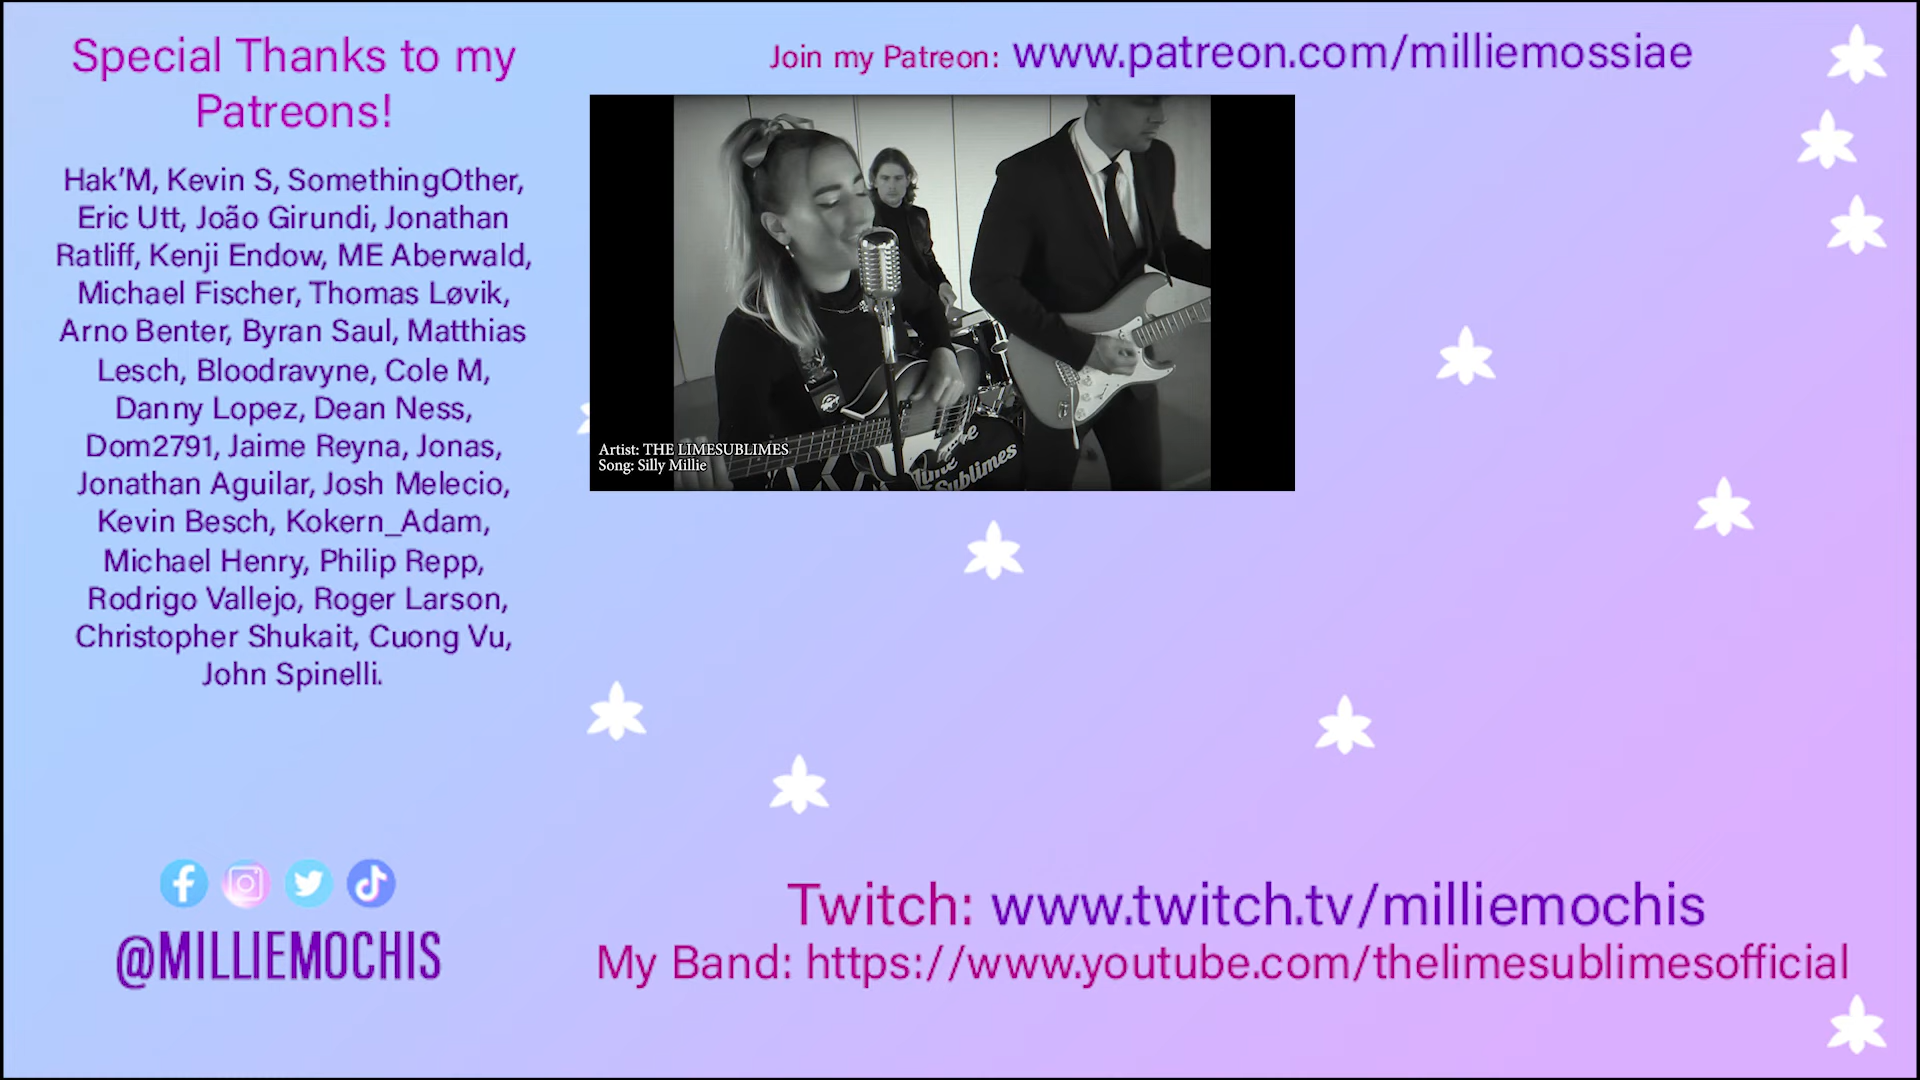 Special Thanks to my
Patreons!
Hak'M, Kevin S, SomethingOther,
Eric Utt, João Girundi, Jonathan
Ratliff, Kenji Endow, ME Aberwald,
Michael Fischer, Thomas Løvik,
Arno Benter, Byran Saul, Matthias
Lesch, Bloodravyne, Cole M,
Danny Lopez, Dean Ness,
Dom2791, Jaime Reyna, Jonas,
Jonathan Aguilar, Josh Melecio,
Kevin Besch, Kokern_Adam,
Michael Henry, Philip Repp,
Rodrigo Vallejo, Roger Larson,
Christopher Shukait, Cuong Vu,
John Spinelli.
@MILLIEMOCHIS
Join my Patreon: www.patreon.com/milliemossiae
Artist: THE LIMESUBLIMES
Song: Silly Millie
Sublimes
Twitch: www.twitch.tv/milliemochis
My Band: https://www.youtube.com/thelimesublimesofficial